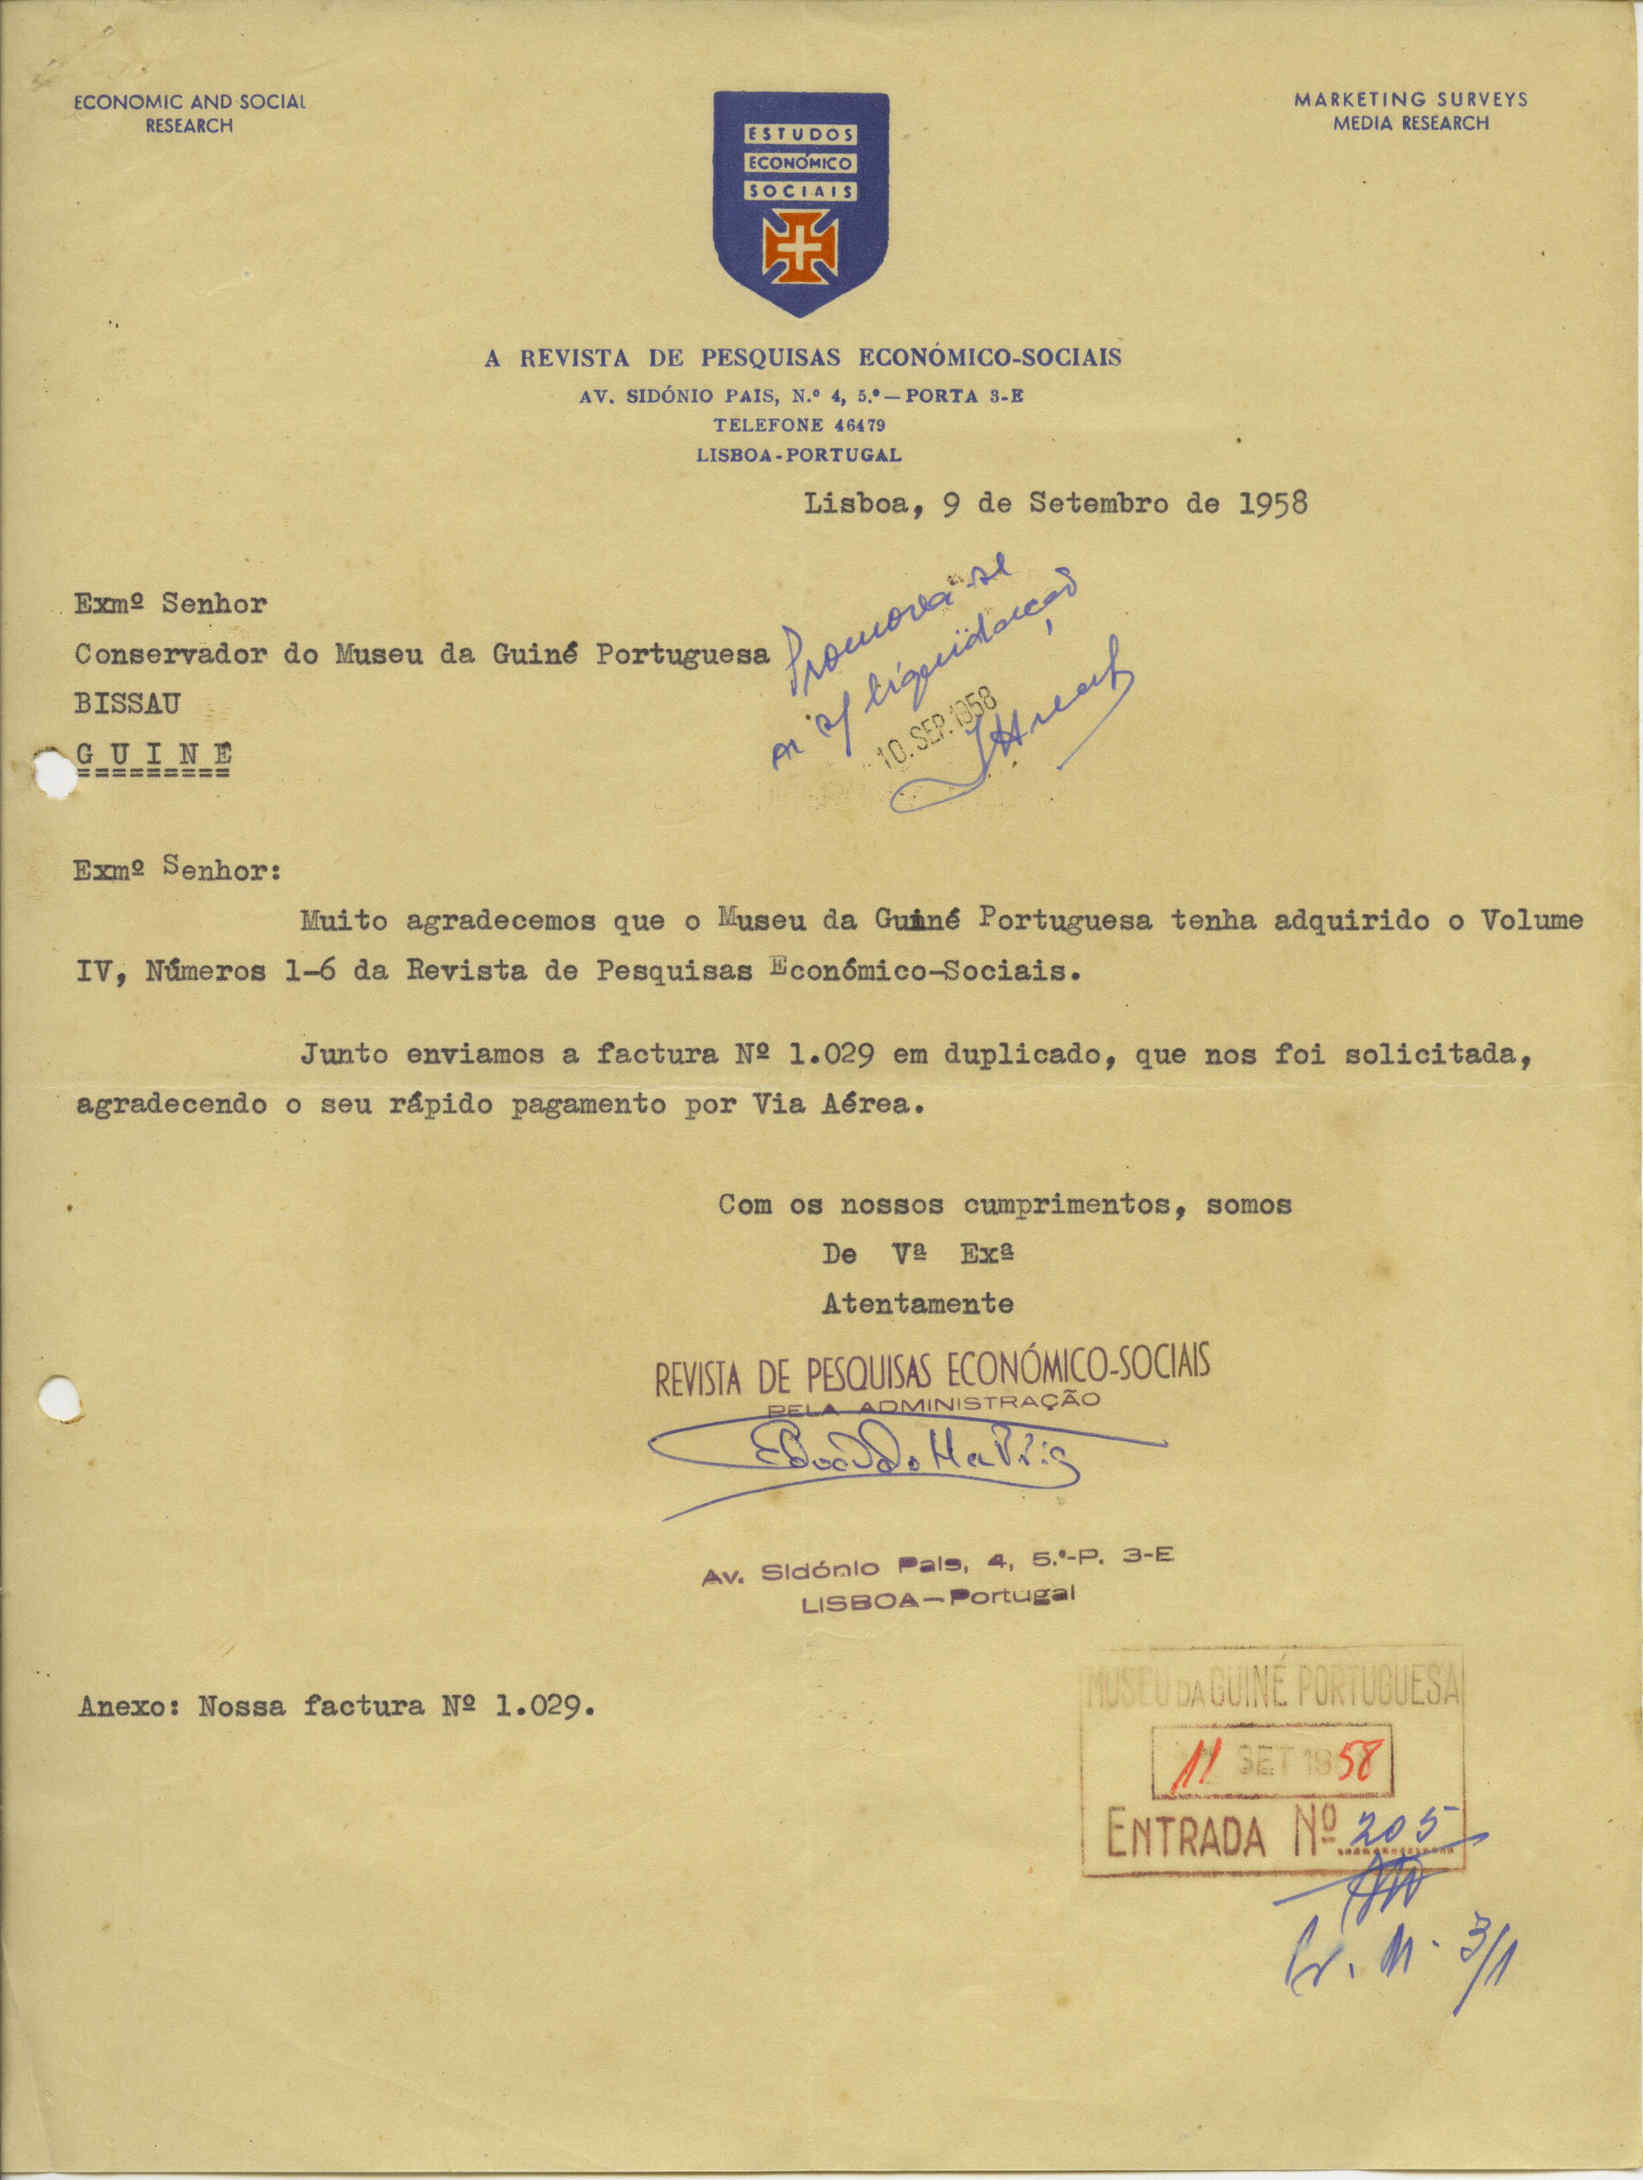 ECONOMIC AND SOCIAL
RESEARCH
MARKETING SURVEYS
MEDIA RESEARCH
ESTUDOS
ECONÓMICO
SOCIAIS
A REVISTA DE PESQUISAS ECONÓMICO-SOCIAIS
AV. SIDÓNIO PAIS, N.º 4, 5.º — PORTA 3-E
TELEFONE 46479
LISBOA-PORTUGAL
Lisboa, 9 de Setembro de 1958
Exmº Senhor
Conservador do Museu da Guiné Portuguesa
BISSAU
G U I N E
=========
Promova-se
a s/ liquidação
10. SEP. 1958
Exmº Senhor:
Muito agradecemos que o Museu da Guiné Portuguesa tenha adquirido o Volume
IV, Números 1-6 da Revista de Pesquisas Económico-Sociais.
Junto enviamos a factura Nº 1.029 em duplicado, que nos foi solicitada,
agradecendo o seu rápido pagamento por Via Aérea.
Com os nossos cumprimentos, somos
De Vª Exª
Atentamente
REVISTA DE PESQUISAS ECONÓMICO-SOCIAIS
PELA ADMINISTRAÇÃO
Av. Sidónio Pais, 4, 5.º-P. 3-E
LISBOA—Portugal
Anexo: Nossa factura Nº 1.029.
MUSEU DA GUINÉ PORTUGUESA
11 SET 1958
ENTRADA Nº 205
3/1